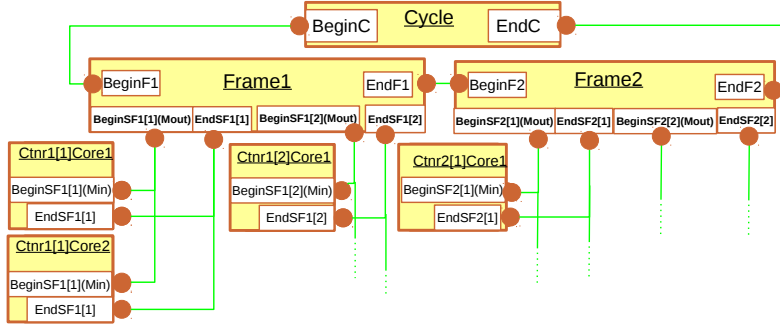 Cycle
BeginC
EndC
Frame1
BeginF1
EndF1
BeginSF1[1](Mout)
EndSF1[1]
BeginSF1[2](Mout)
EndSF1[2]
Frame2
BeginF2
EndF2
BeginSF2[1](Mout)
EndSF2[1]
BeginSF2[2](Mout)
EndSF2[2]
Ctnr1[1]Core1
BeginSF1[1](Min)
EndSF1[1]
Ctnr1[2]Core1
BeginSF1[2](Min)
EndSF1[2]
Ctnr2[1]Core1
BeginSF2[1](Min)
EndSF2[1]
Ctnr1[1]Core2
BeginSF1[1](Min)
EndSF1[1]